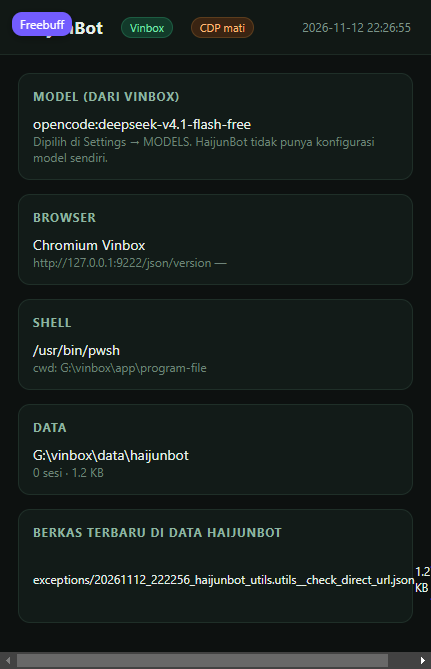 Freebuff
Bot
Vinbox
CDP mati
2026-11-12 22:26:55
MODEL (DARI VINBOX)
opencode:deepseek-v4.1-flash-free
Dipilih di Settings → MODELS. HaijunBot tidak punya konfigurasi
model sendiri.
BROWSER
Chromium Vinbox
http://127.0.0.1:9222/json/version —
SHELL
/usr/bin/pwsh
cwd: G:\vinbox\app\program-file
DATA
G:\vinbox\data\haijunbot
0 sesi · 1.2 KB
BERKAS TERBARU DI DATA HAIJUNBOT
exceptions/20261112_222256_haijunbot_utils.utils__check_direct_url.json
1.2
KB